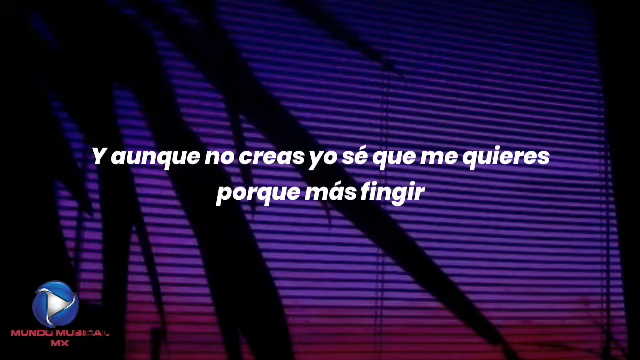 Y aunque no creas yo sé que me quieres
porque más fingir
MUNDO MUSICAL
MX